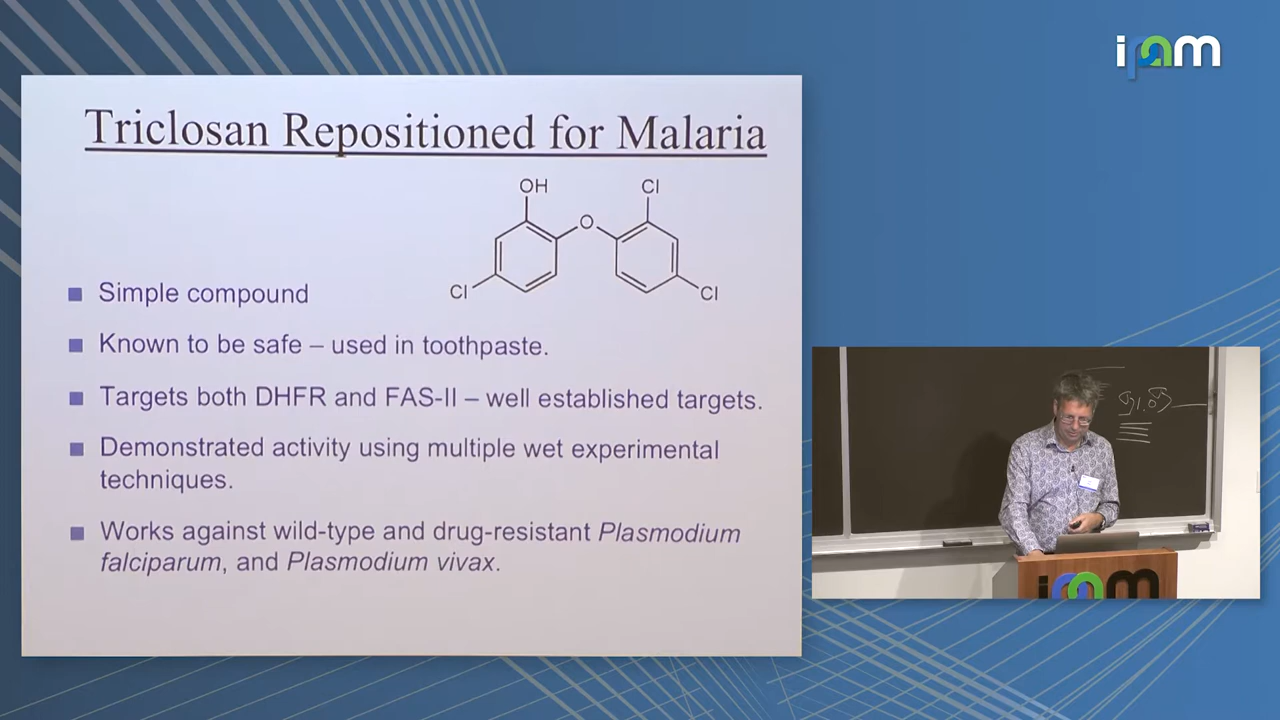 ipam
Triclosan Repositioned for Malaria
OH
Cl
O
Cl
Cl
Simple compound
Known to be safe – used in toothpaste.
Targets both DHFR and FAS-II – well established targets.
Demonstrated activity using multiple wet experimental
techniques.
Works against wild-type and drug-resistant Plasmodium
falciparum, and Plasmodium vivax.
ipam